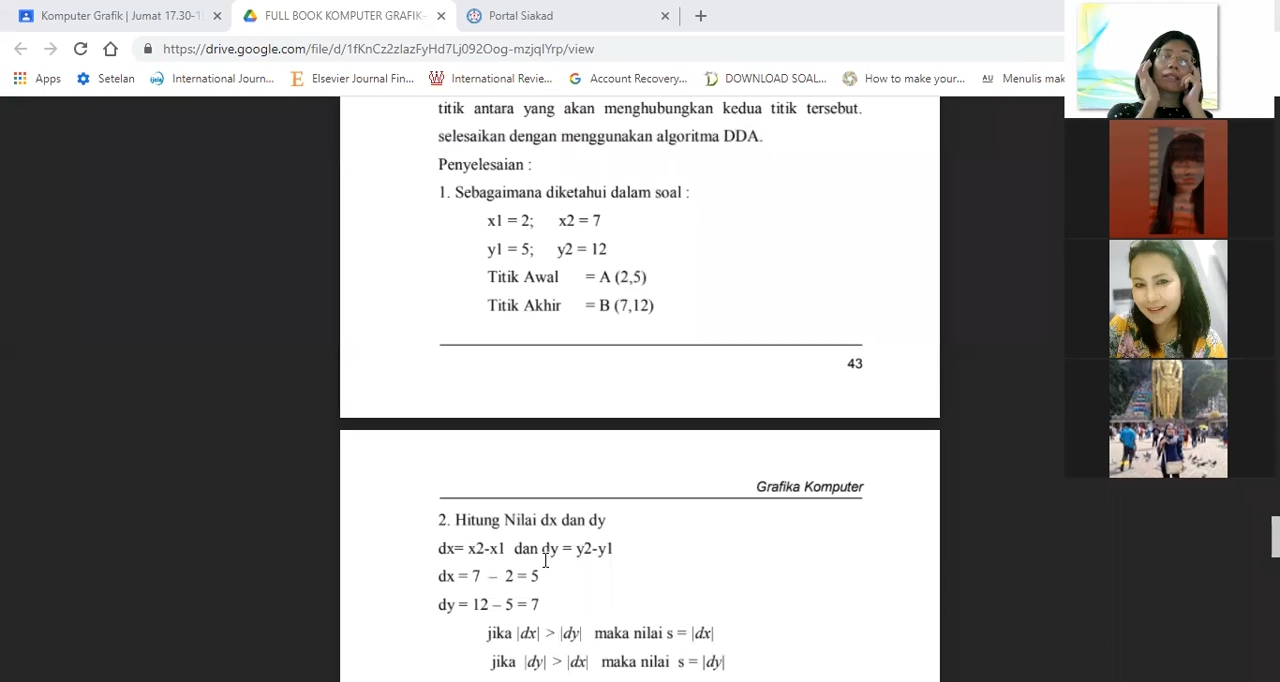 Komputer Grafik | Jumat 17.30-1
FULL BOOK KOMPUTER GRAFIK-
Portal Siakad
https://drive.google.com/file/d/1fKnCz2zIazFyHd7Lj092Oog-mzjqlYrp/view
Apps
Setelan
International Journ...
Elsevier Journal Fin...
International Revie...
Account Recovery...
DOWNLOAD SOAL...
How to make your...
Menulis mak
titik antara yang akan menghubungkan kedua titik tersebut.
selesaikan dengan menggunakan algoritma DDA.
Penyelesaian :
1. Sebagaimana diketahui dalam soal :
x1 = 2; x2 = 7
y1 = 5; y2 = 12
Titik Awal = A (2,5)
Titik Akhir = B (7,12)
43
Grafika Komputer
2. Hitung Nilai dx dan dy
dx= x2-x1 dan dy = y2-y1
dx = 7 – 2 = 5
dy = 12 – 5 = 7
jika |dx| > |dy| maka nilai s = |dx|
jika |dy| > |dx| maka nilai s = |dy|